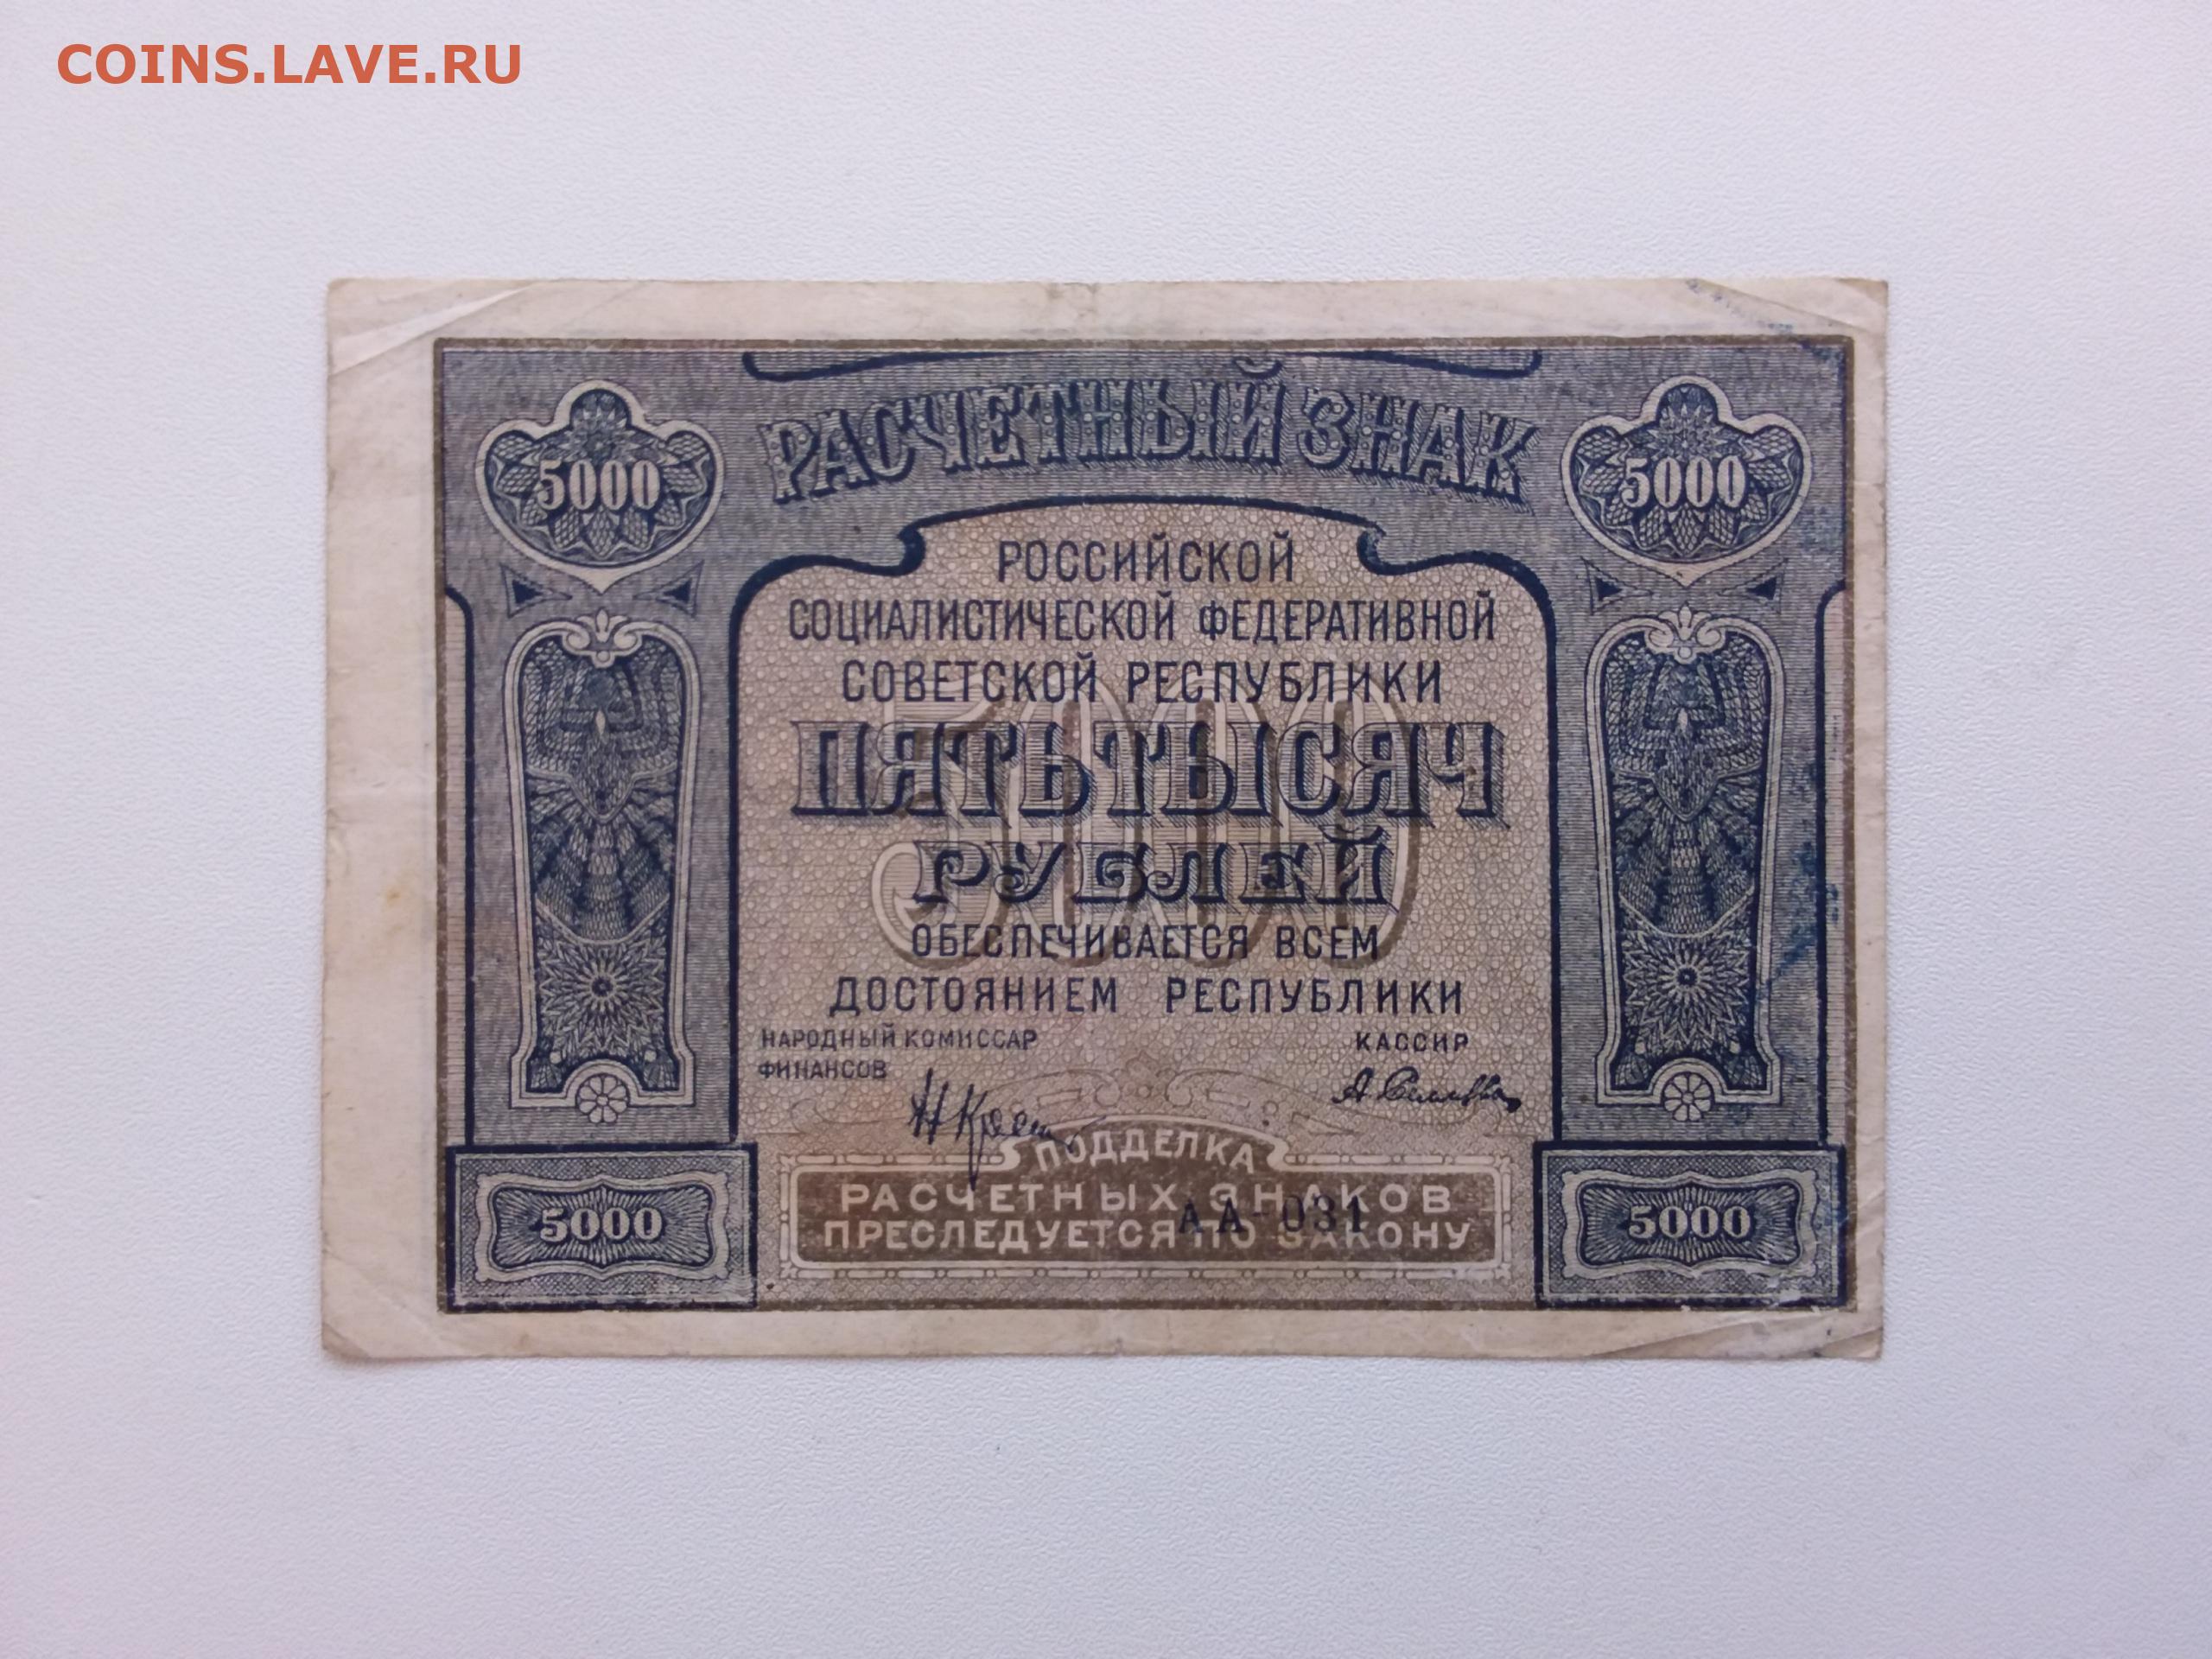 COINS.LAVE.RU
РАСЧЕТНЫЙ ЗНАК
5000
5000
РОССИЙСКОЙ
СОЦИАЛИСТИЧЕСКОЙ ФЕДЕРАТИВНОЙ
СОВЕТСКОЙ РЕСПУБЛИКИ
5000
ПЯТЬ ТЫСЯЧ
РУБЛЕЙ
ОБЕСПЕЧИВАЕТСЯ ВСЕМ
ДОСТОЯНИЕМ РЕСПУБЛИКИ
НАРОДНЫЙ КОМИССАР
ФИНАНСОВ
КАССИР
ПОДДЕЛКА
РАСЧЕТНЫХ ЗНАКОВ
ПРЕСЛЕДУЕТСЯ ПО ЗАКОНУ
АА-031
5000
5000